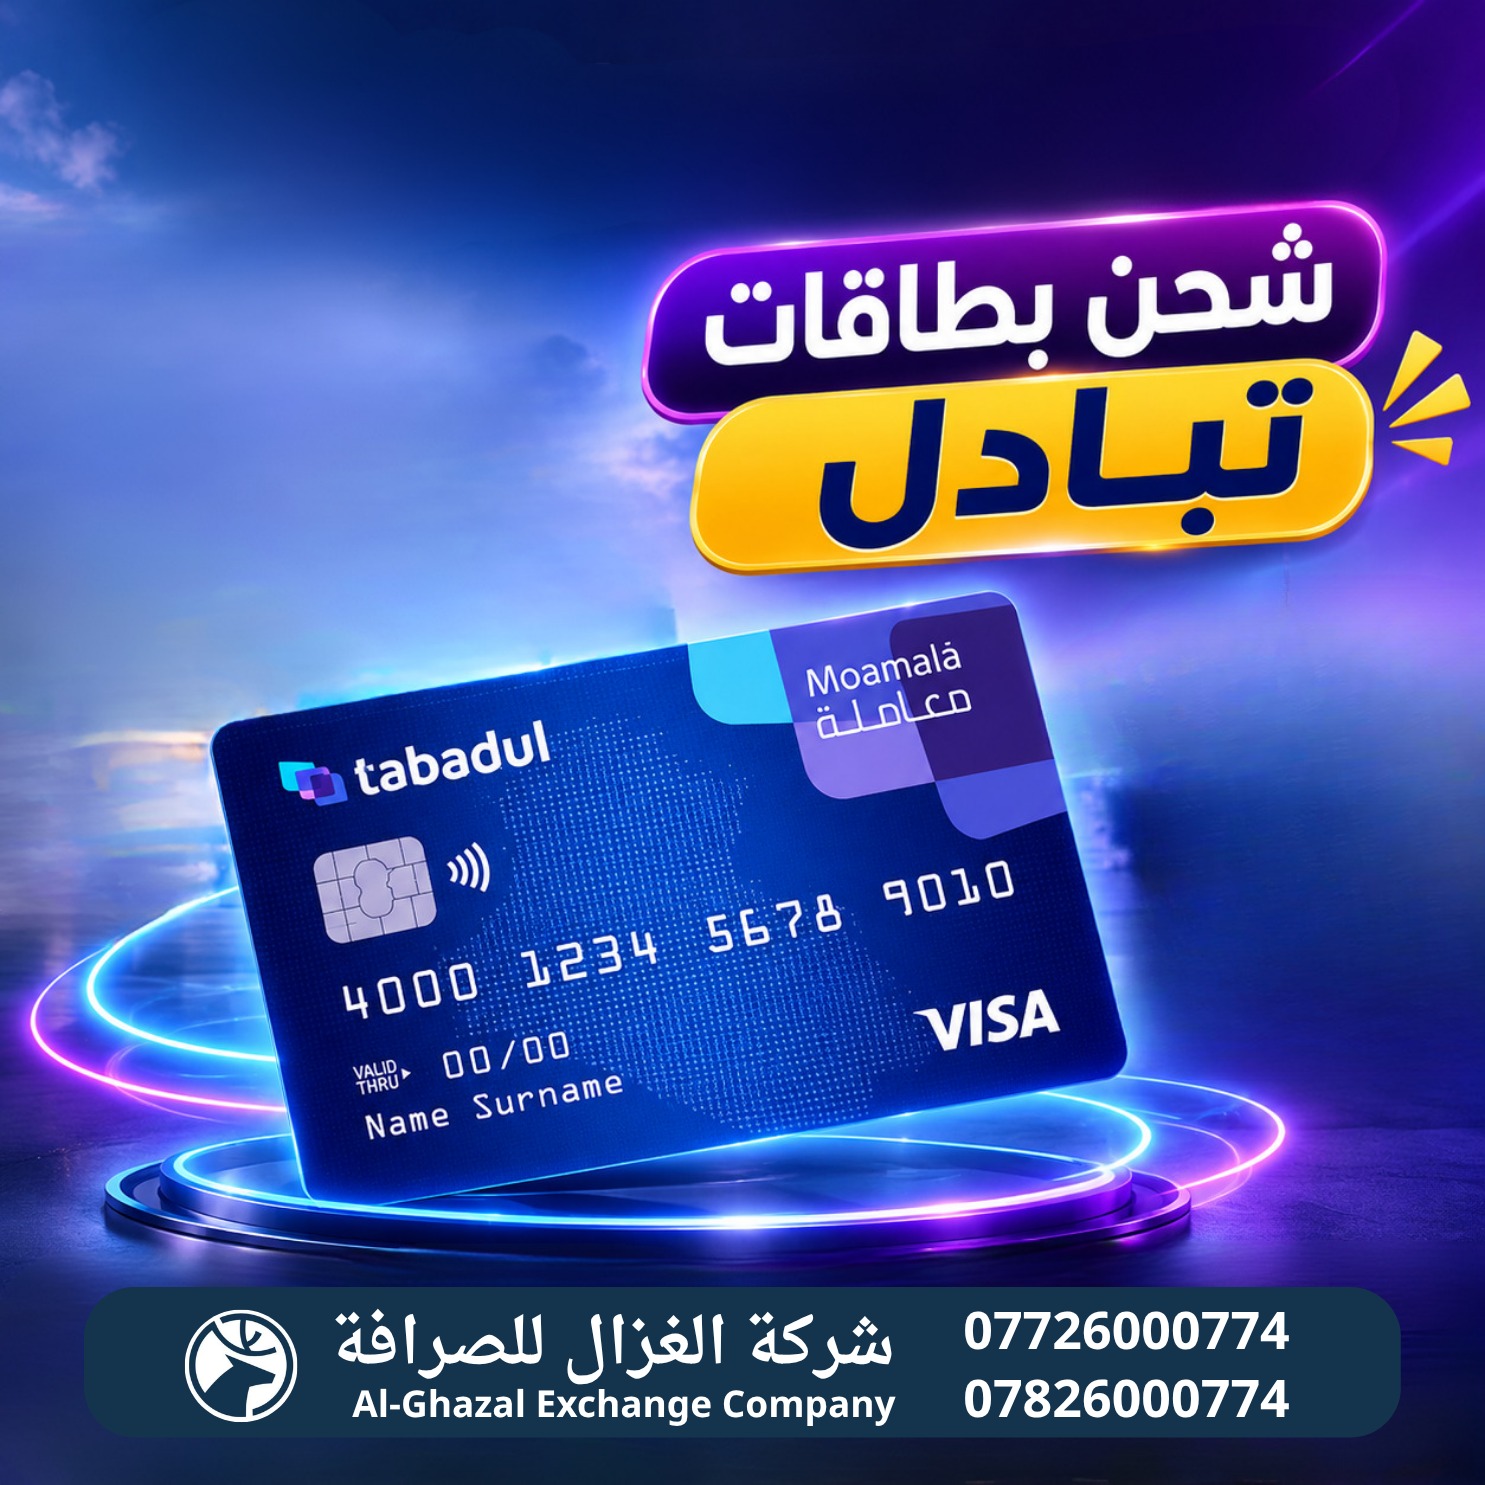 شحن بطاقات
تبادل
tabadul
Moamalà
معاملة
4000 1234 5678 9010
VALID THRU 00/00
Name Surname
VISA
شركة الغزال للصرافة
Al-Ghazal Exchange Company
07726000774
07826000774